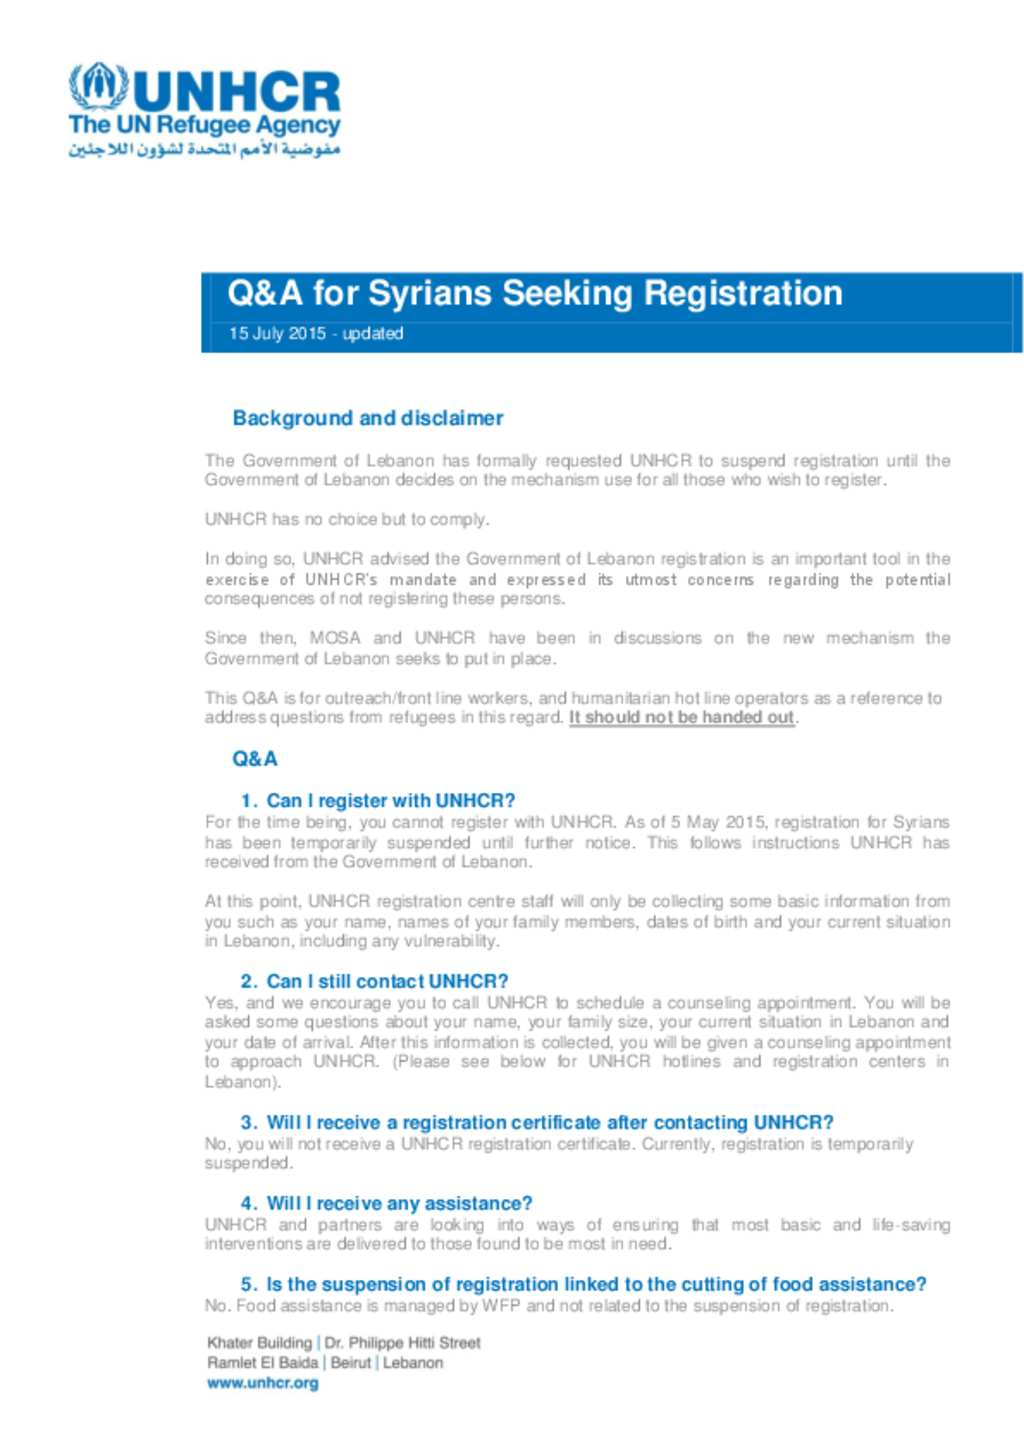 UNHCR
The UN Refugee Agency
مفوضية الأمم المتحدة لشؤون اللاجئين
Q&A for Syrians Seeking Registration
15 July 2015 - updated
Background and disclaimer
The Government of Lebanon has formally requested UNHCR to suspend registration until the
Government of Lebanon decides on the mechanism use for all those who wish to register.
UNHCR has no choice but to comply.
In doing so, UNHCR advised the Government of Lebanon registration is an important tool in the
exercise of UNHCR's mandate and expressed its utmost concerns regarding the potential
consequences of not registering these persons.
Since then, MOSA and UNHCR have been in discussions on the new mechanism the
Government of Lebanon seeks to put in place.
This Q&A is for outreach/front line workers, and humanitarian hot line operators as a reference to
address questions from refugees in this regard. It should not be handed out.
Q&A
1. Can I register with UNHCR?
For the time being, you cannot register with UNHCR. As of 5 May 2015, registration for Syrians
has been temporarily suspended until further notice. This follows instructions UNHCR has
received from the Government of Lebanon.
At this point, UNHCR registration centre staff will only be collecting some basic information from
you such as your name, names of your family members, dates of birth and your current situation
in Lebanon, including any vulnerability.
2. Can I still contact UNHCR?
Yes, and we encourage you to call UNHCR to schedule a counseling appointment. You will be
asked some questions about your name, your family size, your current situation in Lebanon and
your date of arrival. After this information is collected, you will be given a counseling appointment
to approach UNHCR. (Please see below for UNHCR hotlines and registration centers in
Lebanon).
3. Will I receive a registration certificate after contacting UNHCR?
No, you will not receive a UNHCR registration certificate. Currently, registration is temporarily
suspended.
4. Will I receive any assistance?
UNHCR and partners are looking into ways of ensuring that most basic and life-saving
interventions are delivered to those found to be most in need.
5. Is the suspension of registration linked to the cutting of food assistance?
No. Food assistance is managed by WFP and not related to the suspension of registration.
Khater Building | Dr. Philippe Hitti Street
Ramlet El Baida | Beirut | Lebanon
www.unhcr.org